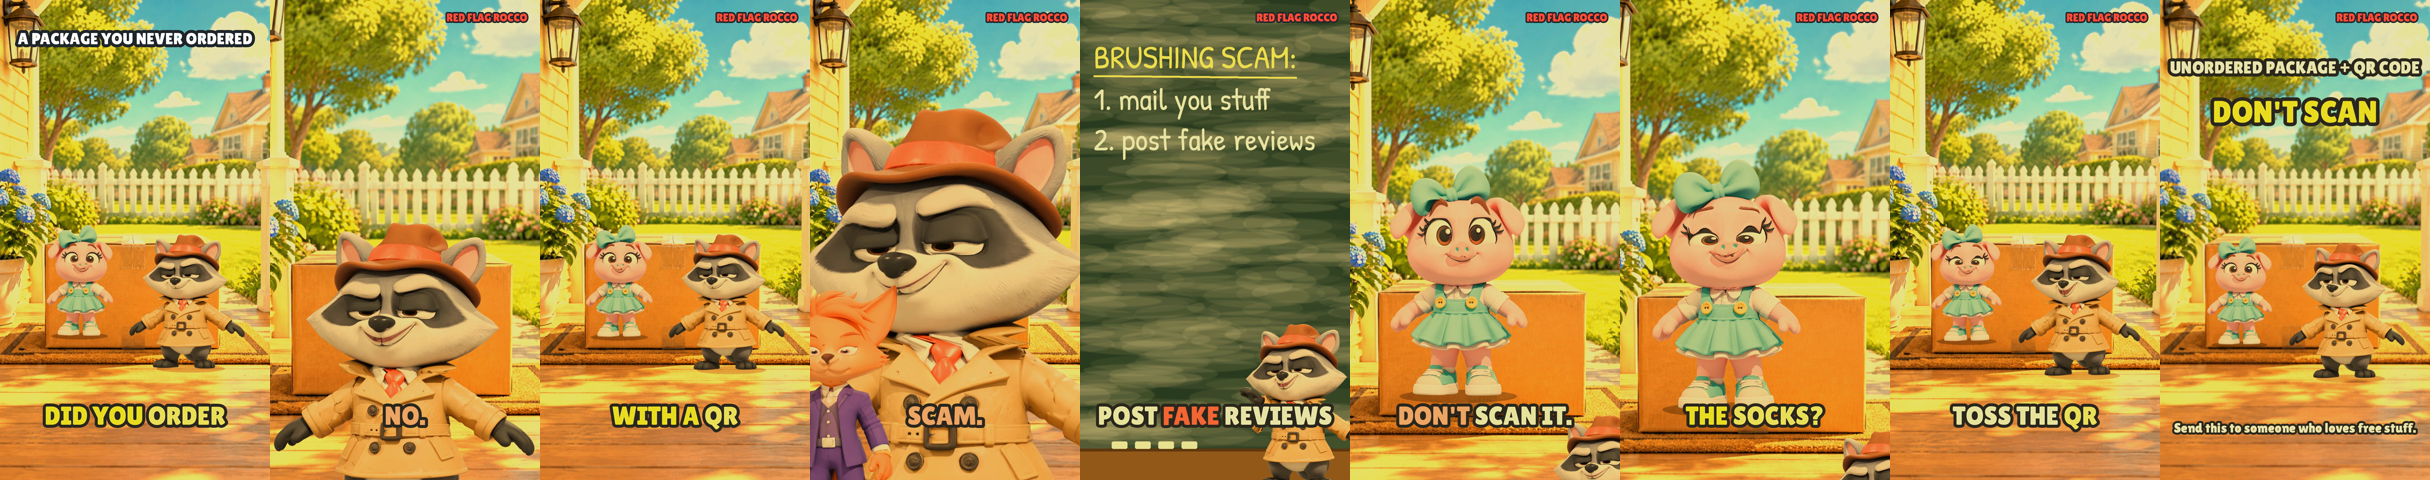 A PACKAGE YOU NEVER ORDERED
DID YOU ORDER
RED FLAG ROCCO
NO.
RED FLAG ROCCO
WITH A QR
RED FLAG ROCCO
SCAM.
RED FLAG ROCCO
BRUSHING SCAM:
1. mail you stuff
2. post fake reviews
POST FAKE REVIEWS
RED FLAG ROCCO
DON'T SCAN IT.
RED FLAG ROCCO
THE SOCKS?
RED FLAG ROCCO
TOSS THE QR
RED FLAG ROCCO
UNORDERED PACKAGE + QR CODE
DON'T SCAN
Send this to someone who loves free stuff.